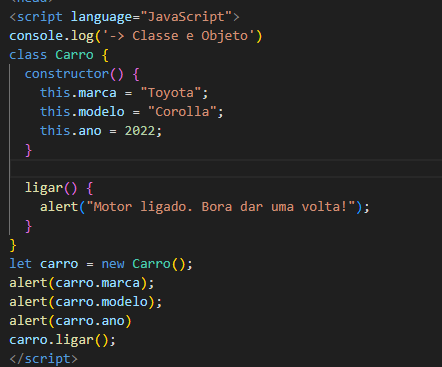 <script language="JavaScript">
console.log('-> Classe e Objeto')
class Carro {
constructor() {
this.marca = "Toyota";
this.modelo = "Corolla";
this.ano = 2022;
}
ligar() {
alert("Motor ligado. Bora dar uma volta!");
}
}
let carro = new Carro();
alert(carro.marca);
alert(carro.modelo);
alert(carro.ano)
carro.ligar();
</script>